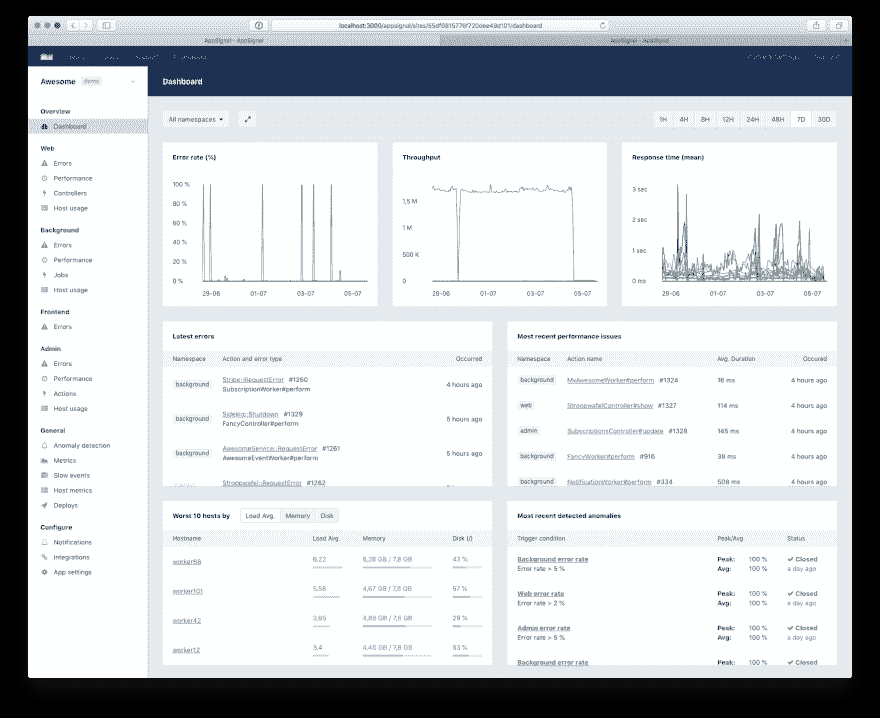 localhost:3000/appsignal/sites/55df0815776f720dee49d101/dashboard
AppSignal - AppSignal
AppSignal - AppSignal
Awesome demo
Dashboard
Overview
Dashboard
Web
Errors
Performance
Controllers
Host usage
Background
Errors
Performance
Jobs
Host usage
Frontend
Errors
Admin
Errors
Performance
Actions
Host usage
General
Anomaly detection
Metrics
Slow events
Host metrics
Deploys
Configure
Notifications
Integrations
App settings
All namespaces
1H 4H 8H 12H 24H 48H 7D 30D
Error rate (%)
100 %
80 %
60 %
40 %
20 %
0 %
29-06 01-07 03-07 05-07
Throughput
1,5 M
1 M
500 K
0
29-06 01-07 03-07 05-07
Response time (mean)
3 sec
2 sec
1 sec
0 ms
29-06 01-07 03-07 05-07
Latest errors
Namespace Action and error type Occurred
background Stripe::RequestError #1260 4 hours ago
SubscriptionWorker#perform
background Sidekiq::Shutdown #1329 5 hours ago
FancyController#perform
background AwesomeService::RequestError #1261 5 hours ago
AwesomeEventWorker#perform
Stroopwafel::RequestError #1262
Most recent performance issues
Namespace Action name Avg. Duration Occured
background MyAwesomeWorker#perform #1324 16 ms 4 hours ago
web StroopwafelController#show #1327 114 ms 4 hours ago
admin SubscriptionsController#update #1328 145 ms 4 hours ago
background FancyWorker#perform #916 38 ms 4 hours ago
background NotificationWorker#perform #334 508 ms 4 hours ago
Worst 10 hosts by Load Avg. Memory Disk
Hostname Load Avg. Memory Disk (/)
worker88 6,22 5,26 GB / 7,8 GB 43 %
worker101 5,58 4,67 GB / 7,8 GB 57 %
worker42 3,65 4,88 GB / 7,8 GB 29 %
worker12 3,4 4,46 GB / 7,8 GB 53 %
Most recent detected anomalies
Trigger condition Peak/Avg. Status
Background error rate Peak: 100 % Closed
Error rate > 5 % Avg: 100 % a day ago
Web error rate Peak: 100 % Closed
Error rate > 2 % Avg: 100 % a day ago
Admin error rate Peak: 100 % Closed
Error rate > 5 % Avg: 100 % a day ago
Background error rate Peak: 100 % Closed